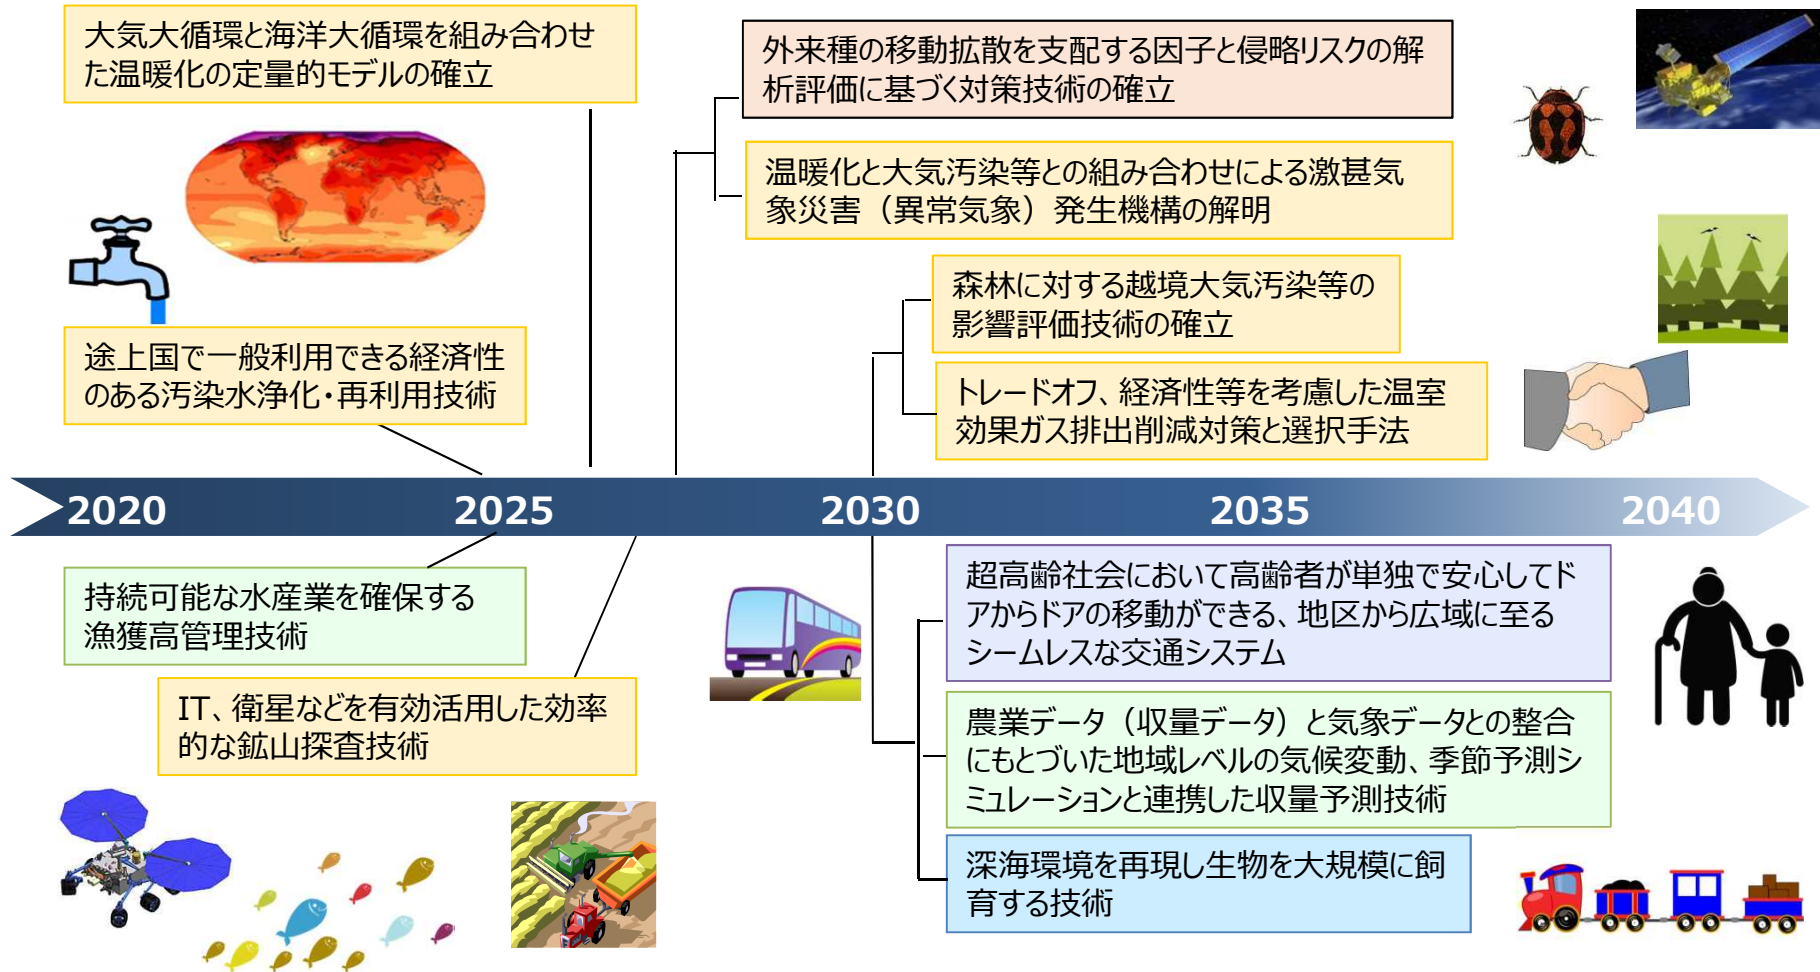 大気大循環と海洋大循環を組み合わせ
た温暖化の定量的モデルの確立
外来種の移動拡散を支配する因子と侵略リスクの解
析評価に基づく対策技術の確立
温暖化と大気汚染等との組み合わせによる激甚気
象災害（異常気象）発生機構の解明
森林に対する越境大気汚染等の
影響評価技術の確立
途上国で一般利用できる経済性
のある汚染水浄化・再利用技術
トレードオフ、経済性等を考慮した温室
効果ガス排出削減対策と選択手法
2020
2025
2030
2035
2040
持続可能な水産業を確保する
漁獲高管理技術
IT、衛星などを有効活用した効率
的な鉱山探査技術
超高齢社会において高齢者が単独で安心してド
アからドアの移動ができる、地区から広域に至る
シームレスな交通システム
農業データ（収量データ）と気象データとの整合
にもとづいた地域レベルの気候変動、季節予測シ
ミュレーションと連携した収量予測技術
深海環境を再現し生物を大規模に飼
育する技術